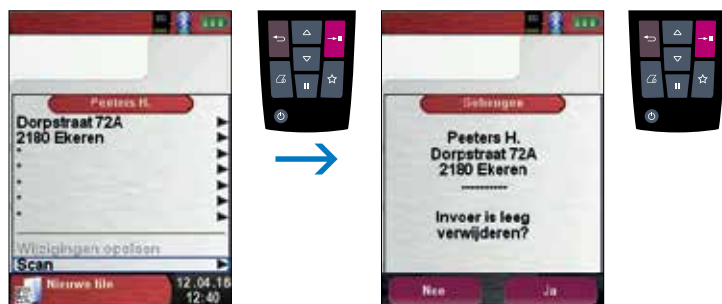 Peeters H.
Dorpstraat 72A
2180 Ekeren
Wijzigingen opslaan
Scan
Nieuwe file
12.04.16
12:40
Geheugen
Peeters H.
Dorpstraat 72A
2180 Ekeren
----------
Invoer is leeg
verwijderen?
Nee
Ja